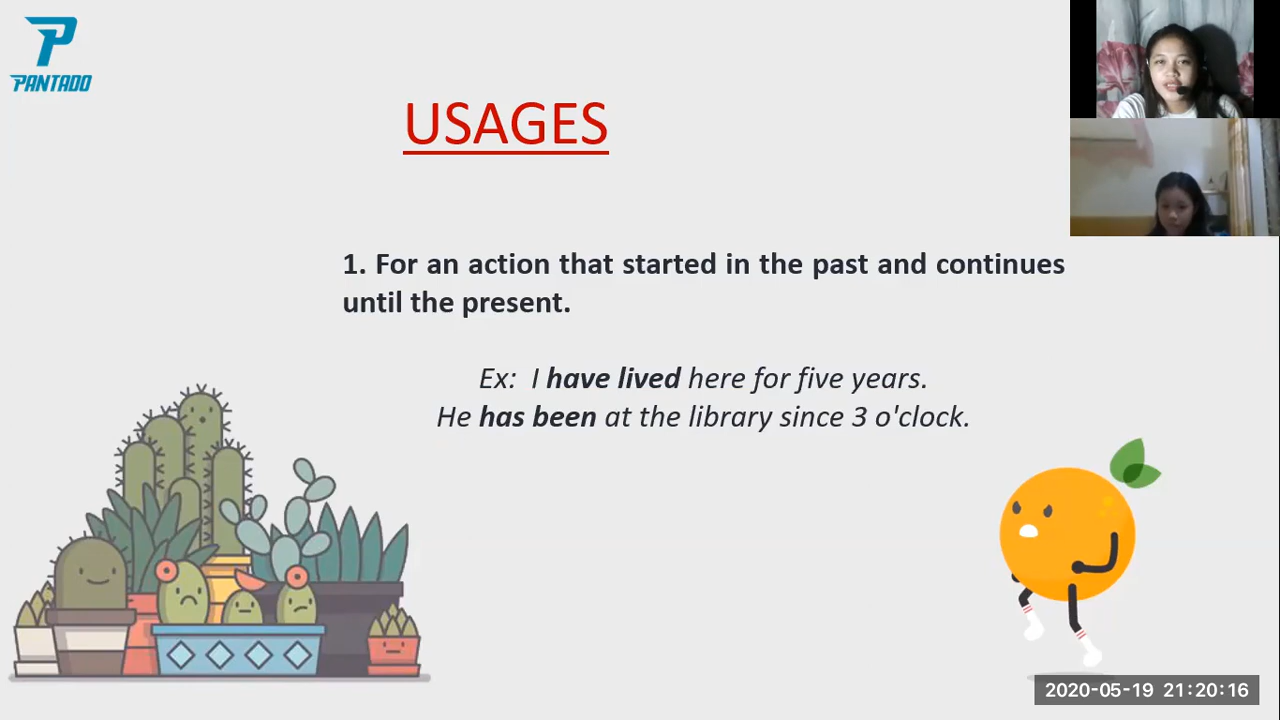 PANTADO
USAGES
1. For an action that started in the past and continues
until the present.
Ex: I have lived here for five years.
He has been at the library since 3 o'clock.
2020-05-19 21:20:16